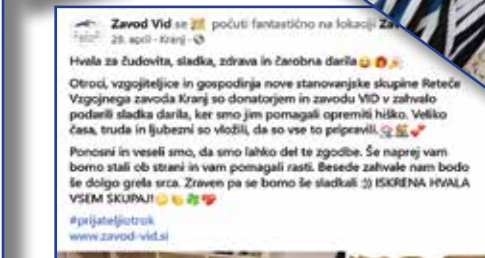 Zavod Vid se 🎉 počuti fantastično na lokaciji
29. april · Kranj ·
Hvala za čudovita, sladka, zdrava in čarobna darila
Otroci, vzgojiteljice in gospodinja nove stanovanjske skupine Reteče
Vzgojnega zavoda Kranj so donatorjem in zavodu VID v zahvalo
podarili sladka darila, ker smo jim pomagali opremiti hiško. Veliko
časa, truda in ljubezni so vložili, da so vse to pripravili.
Ponosni in veseli smo, da smo lahko del te zgodbe. Še naprej vam
bomo stali ob strani in vam pomagali rasti. Besede zahvale nam bodo
še dolgo grela srca. Zraven pa se bomo še sladkali :)) ISKRENA HVALA
VSEM SKUPAJ!
#prijateljiotrok
www.zavod-vid.si